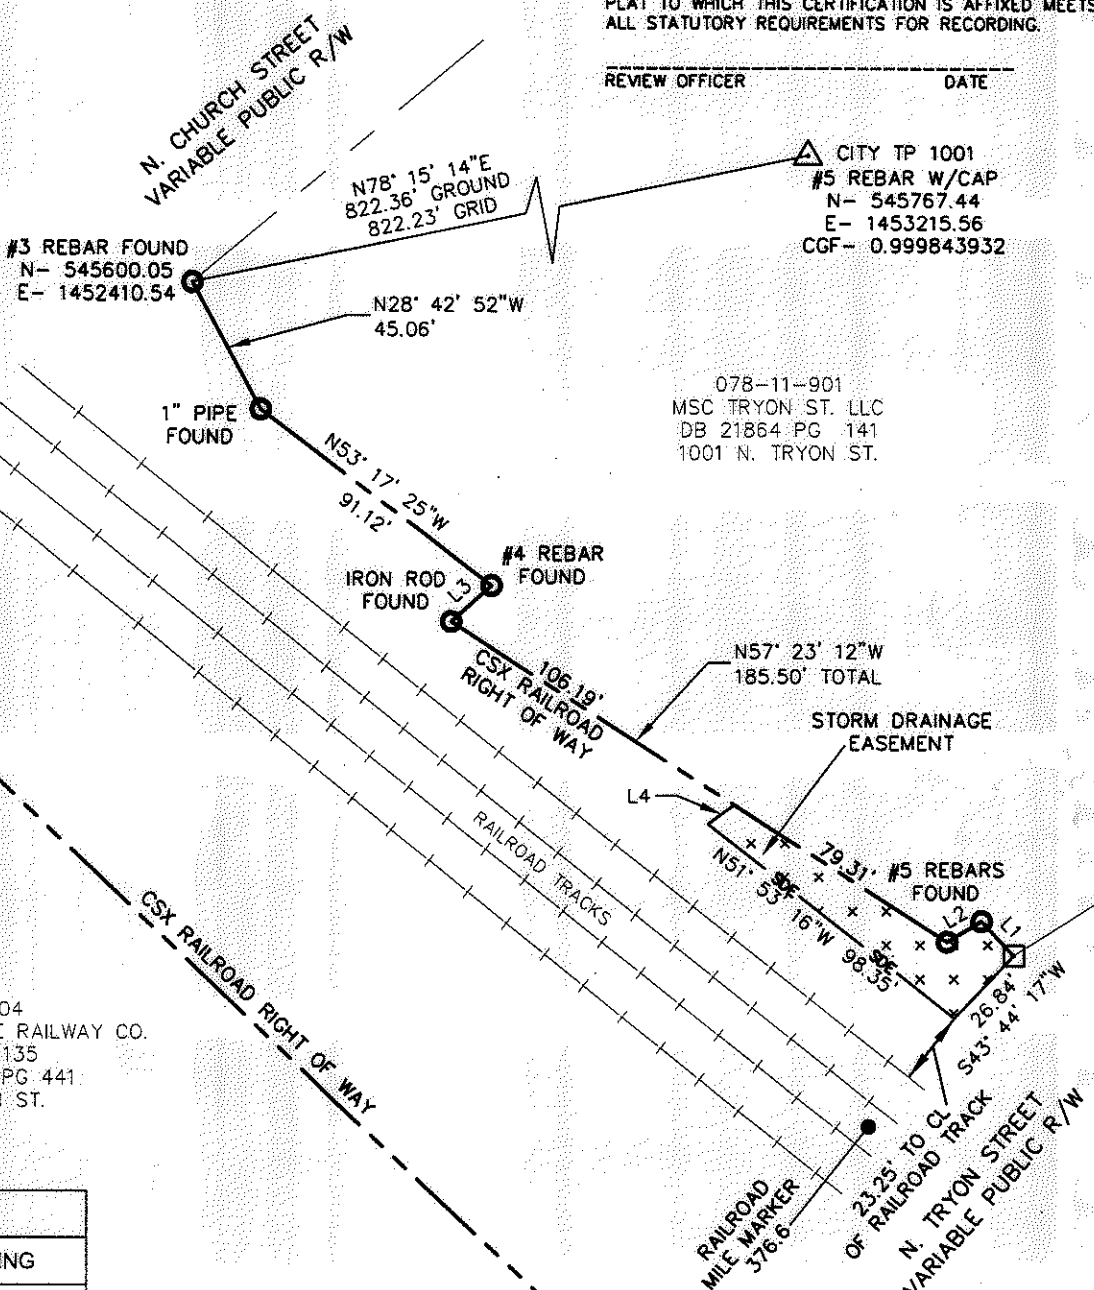 PLAT TO WHICH THIS CERTIFICATION IS AFFIXED MEETS
ALL STATUTORY REQUIREMENTS FOR RECORDING.
REVIEW OFFICER DATE
N. CHURCH STREET
VARIABLE PUBLIC R/W
N78° 15' 14"E
822.36' GROUND
822.23' GRID
CITY TP 1001
#5 REBAR W/CAP
N- 545767.44
E- 1453215.56
CGF- 0.999843932
#3 REBAR FOUND
N- 545600.05
E- 1452410.54
N28° 42' 52"W
45.06'
1" PIPE
FOUND
078-11-901
MSC TRYON ST. LLC
DB 21864 PG 141
1001 N. TRYON ST.
N53° 17' 25"W
91.12'
#4 REBAR
FOUND
IRON ROD
FOUND
L3
106.19'
CSX RAILROAD
RIGHT OF WAY
N57° 23' 12"W
185.50' TOTAL
STORM DRAINAGE
EASEMENT
L4
79.31'
#5 REBARS
FOUND
L2
L1
SDE
N51° 53' 16"W 98.35'
SDE
RAILROAD TRACKS
26.84'
S43° 44' 17"W
CSX RAILROAD RIGHT OF WAY
04
E RAILWAY CO.
135
PG 441
ST.
23.25' TO CL
OF RAILROAD TRACK
N. TRYON STREET
VARIABLE PUBLIC R/W
RAILROAD
MILE MARKER
376.6
ING